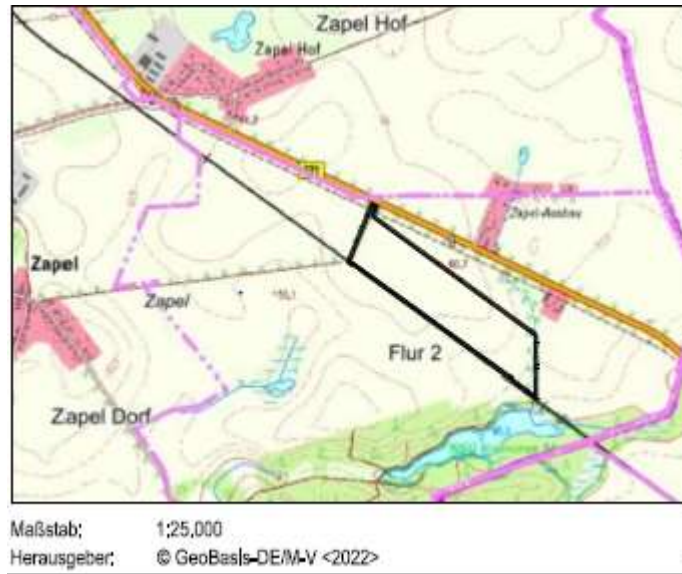 Zapel Hof
Zapel Hof
Zapel-Ausbau
Zapel
Zapel
Flur 2
Zapel Dorf
Maßstab: 1:25.000
Herausgeber: © GeoBasis-DE/M-V <2022>